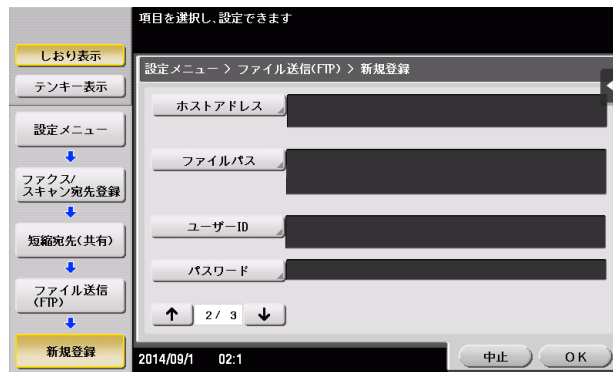 項目を選択し、設定できます
しおり表示
テンキー表示
設定メニュー
ファクス/
スキャン宛先登録
短縮宛先(共有)
ファイル送信
(FTP)
新規登録
設定メニュー > ファイル送信(FTP) > 新規登録
ホストアドレス
ファイルパス
ユーザーID
パスワード
↑ 2/ 3 ↓
2014/09/1 02:1
中止 OK